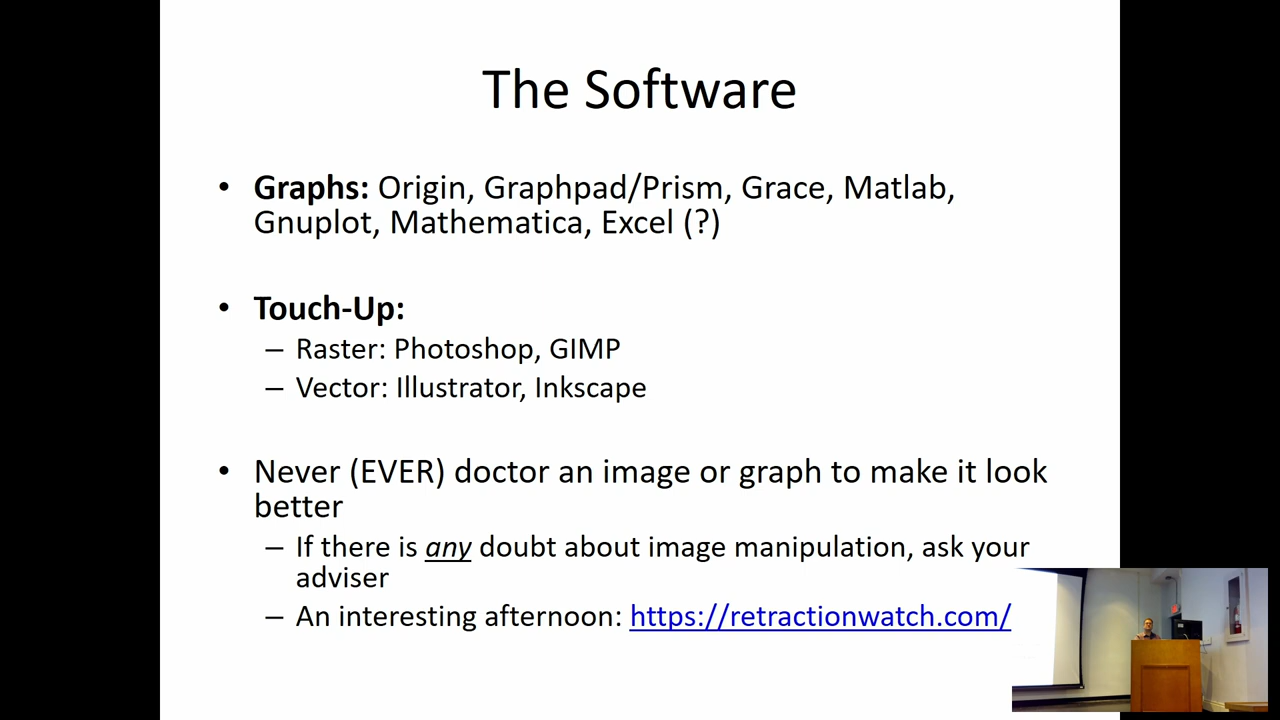 The Software
• Graphs: Origin, Graphpad/Prism, Grace, Matlab,
Gnuplot, Mathematica, Excel (?)
• Touch-Up:
– Raster: Photoshop, GIMP
– Vector: Illustrator, Inkscape
• Never (EVER) doctor an image or graph to make it look
better
– If there is any doubt about image manipulation, ask your
adviser
– An interesting afternoon: https://retractionwatch.com/